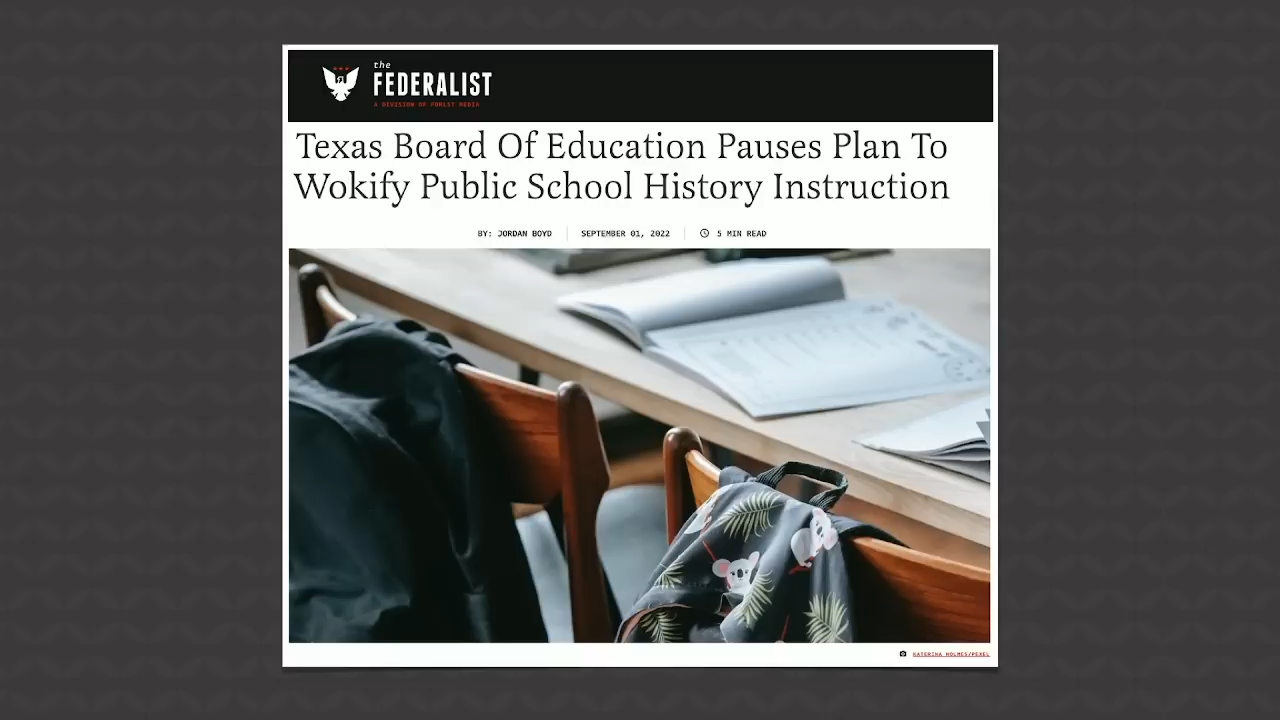 the
FEDERALIST
A DIVISION OF FDRLST MEDIA
Texas Board Of Education Pauses Plan To
Wokify Public School History Instruction
BY: JORDAN BOYD
SEPTEMBER 01, 2022
5 MIN READ
KATERINA HOLMES/PEXEL